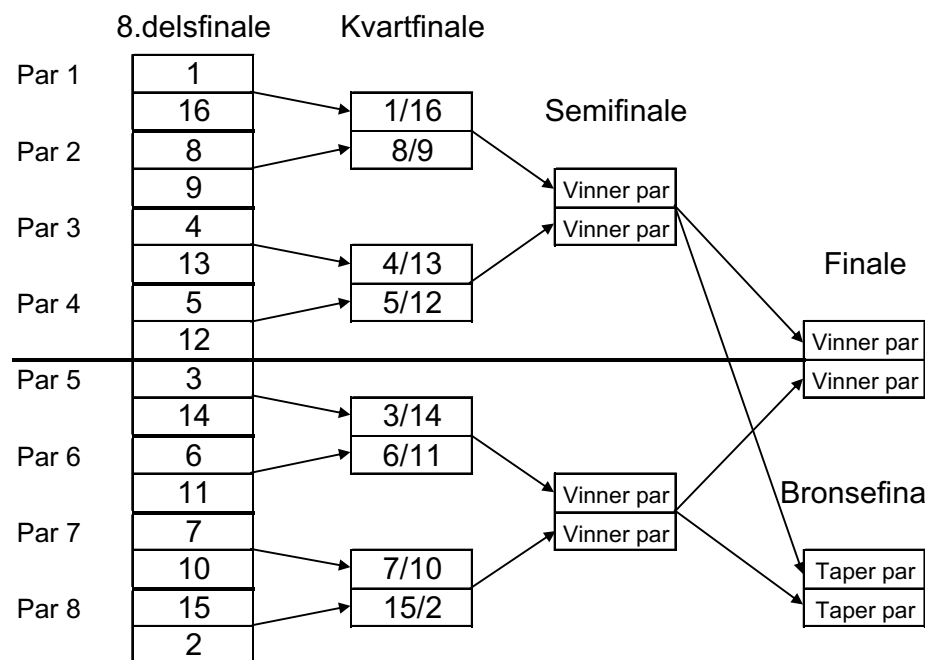 8.delsfinale Kvartfinale
Par 1
1
16
1/16
Semifinale
Par 2
8
8/9
9
Vinner par
Par 3
4
Vinner par
13
4/13
Finale
Par 4
5
5/12
12
Vinner par
Par 5
3
Vinner par
14
3/14
Par 6
6
6/11
11
Vinner par
Bronsefina
Par 7
7
Vinner par
10
7/10
Taper par
Par 8
15
15/2
Taper par
2